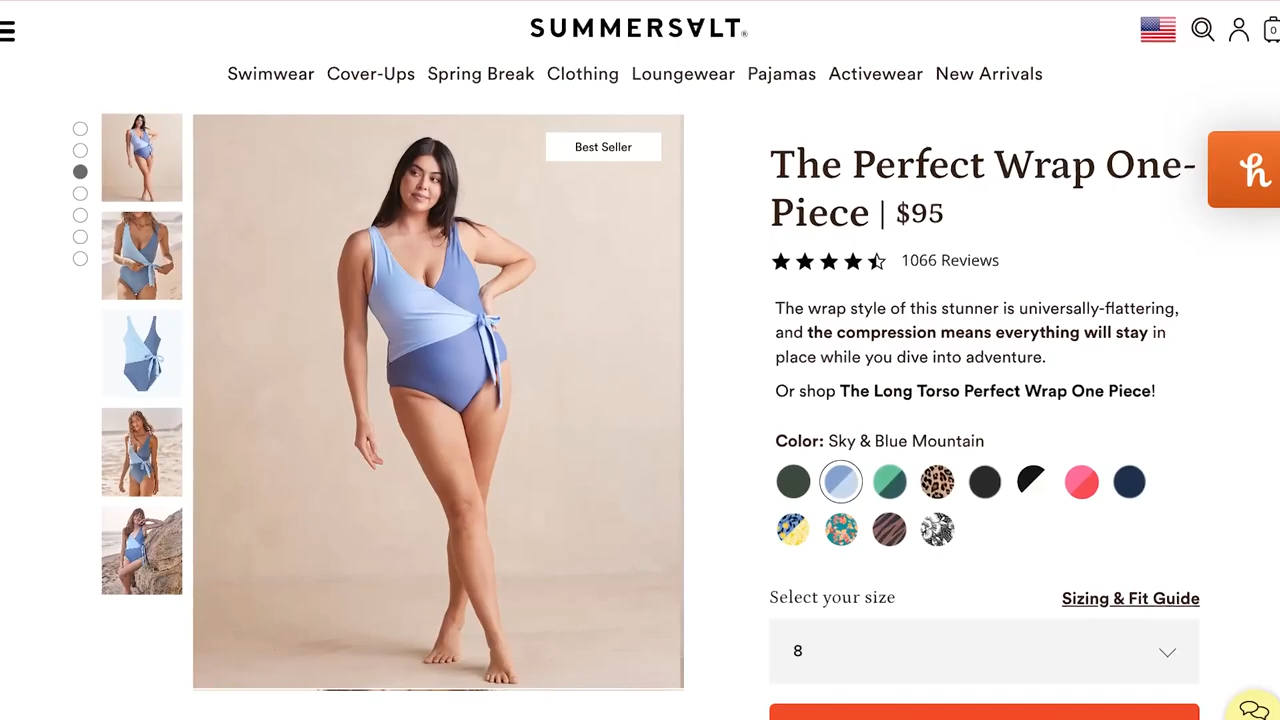 SUMMERSALT®
0
Swimwear Cover-Ups Spring Break Clothing Loungewear Pajamas Activewear New Arrivals
Best Seller
The Perfect Wrap One-
Piece | $95
h
1066 Reviews
The wrap style of this stunner is universally-flattering,
and the compression means everything will stay in
place while you dive into adventure.
Or shop The Long Torso Perfect Wrap One Piece!
Color: Sky & Blue Mountain
Select your size
Sizing & Fit Guide
8